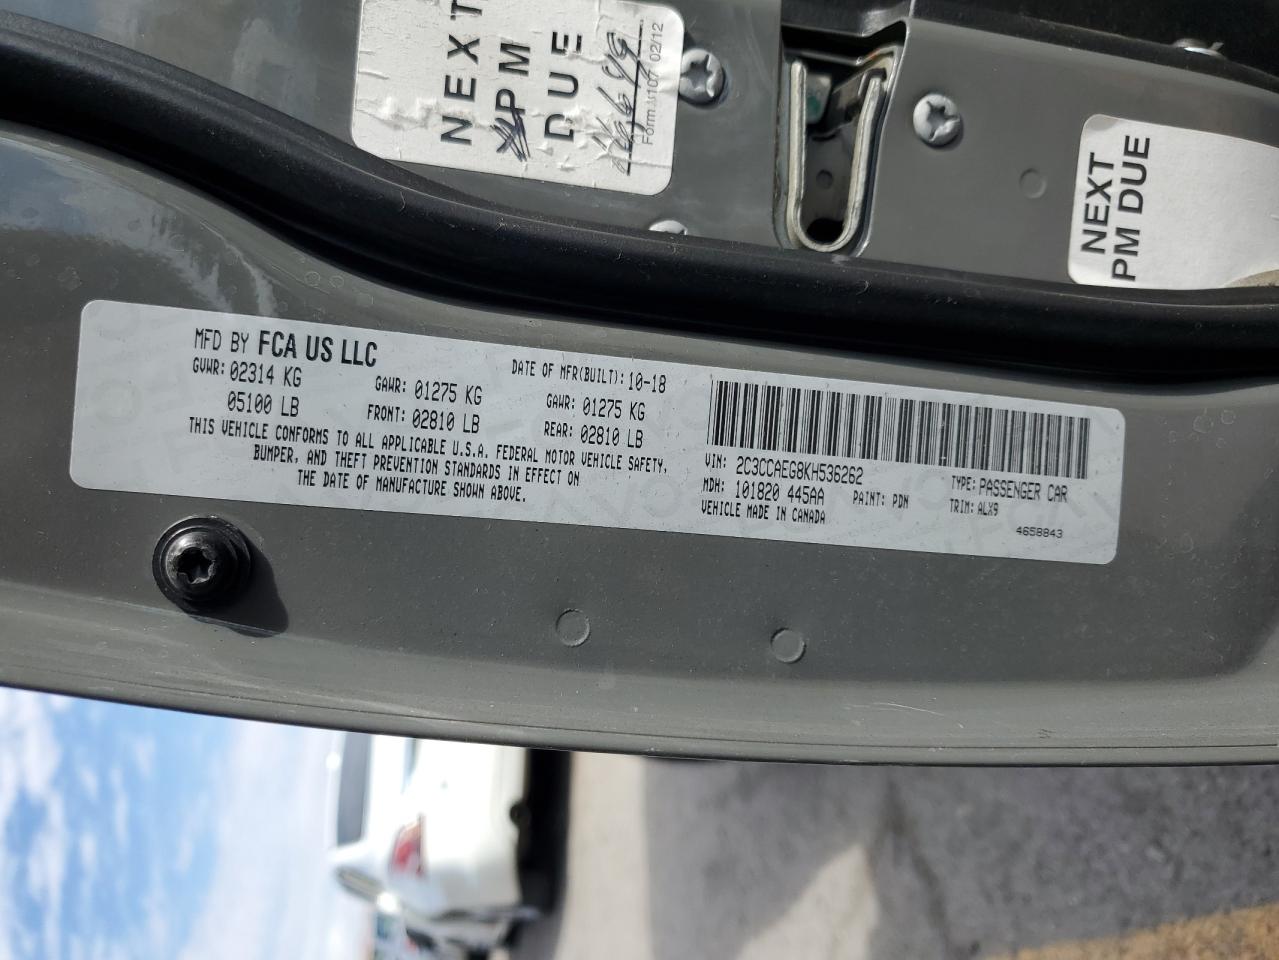 NEXT
PM
DUE
Form 107 02/12
NEXT
PM DUE
MFD BY FCA US LLC
DATE OF MFR(BUILT): 10-18
GVWR: 02314 KG
GAWR: 01275 KG
GAWR: 01275 KG
05100 LB
FRONT: 02810 LB
REAR: 02810 LB
THIS VEHICLE CONFORMS TO ALL APPLICABLE U.S.A. FEDERAL MOTOR VEHICLE SAFETY,
BUMPER, AND THEFT PREVENTION STANDARDS IN EFFECT ON
THE DATE OF MANUFACTURE SHOWN ABOVE.
VIN: 2C3CCAEG8KH536262
TYPE: PASSENGER CAR
MDH: 101820 445AA
PAINT: PDN
TRIM: ALX9
VEHICLE MADE IN CANADA
4658843